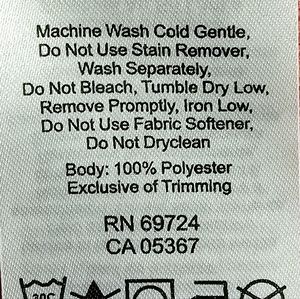 Machine Wash Cold Gentle,
Do Not Use Stain Remover,
Wash Separately,
Do Not Bleach, Tumble Dry Low,
Remove Promptly, Iron Low,
Do Not Use Fabric Softener,
Do Not Dryclean
Body: 100% Polyester
Exclusive of Trimming
RN 69724
CA 05367
30C